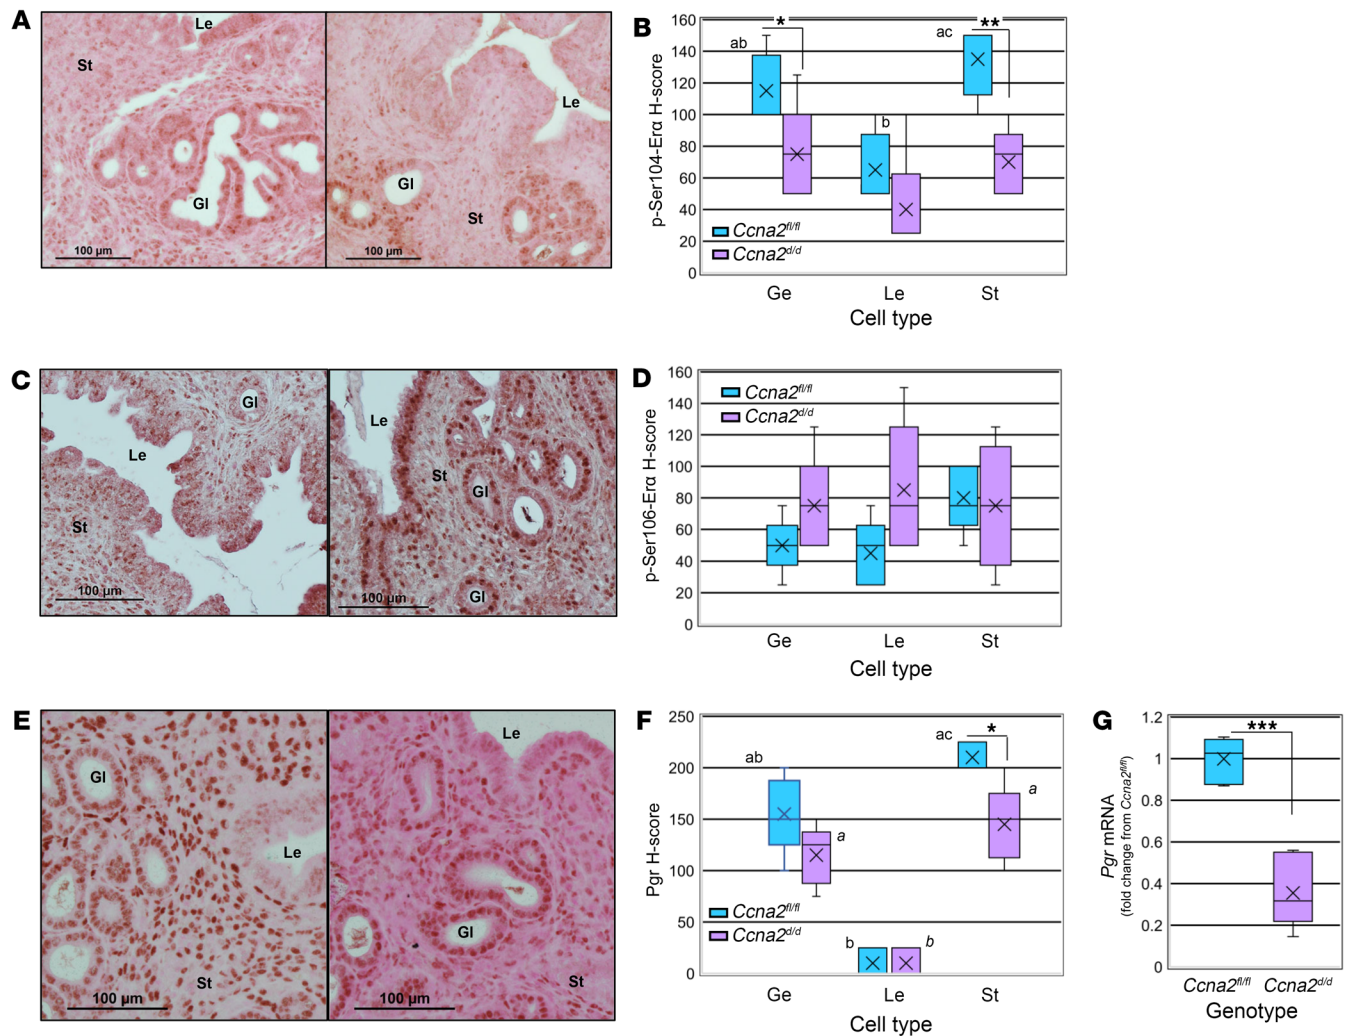 A
Le
St
Gl
100 µm
Le
Gl
St
100 µm
B
p-Ser104-Erα H-score
160
140
120
100
80
60
40
20
0
ab
*
b
ac
**
Ccna2fl/fl
Ccna2d/d
Ge Le St
Cell type
C
Gl
Le
St
100 µm
Le
St
Gl
Gl
100 µm
D
p-Ser106-Erα H-score
160
140
120
100
80
60
40
20
0
Ccna2fl/fl
Ccna2d/d
Ge Le St
Cell type
E
Gl
Le
St
100 µm
Le
Gl
St
100 µm
F
Pgr H-score
250
200
150
100
50
0
ab
a
b
b
ac
*
a
Ccna2fl/fl
Ccna2d/d
Ge Le St
Cell type
G
Pgr mRNA
(fold change from Ccna2fl/fl)
1.2
1
0.8
0.6
0.4
0.2
0
***
Ccna2fl/fl Ccna2d/d
Genotype